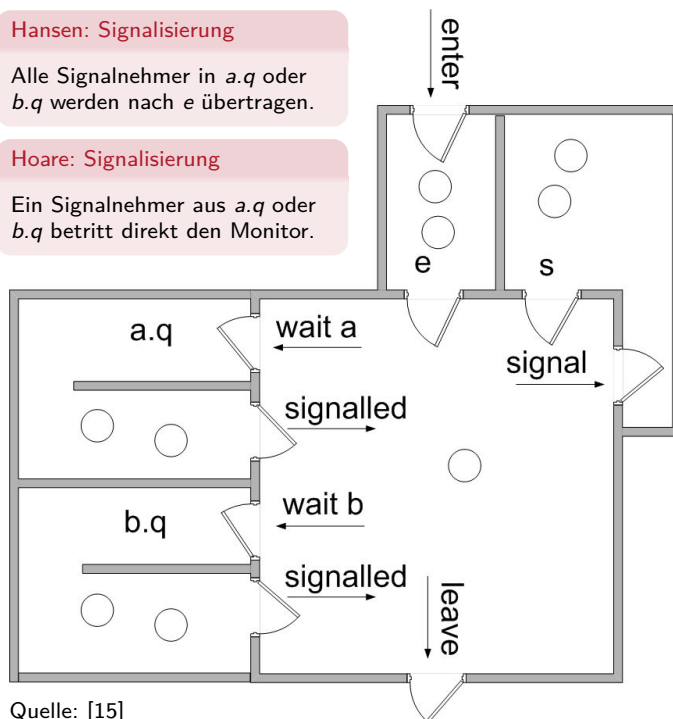 Hansen: Signalisierung
Alle Signalnehmer in a.q oder
b.q werden nach e übertragen.
Hoare: Signalisierung
Ein Signalnehmer aus a.q oder
b.q betritt direkt den Monitor.
enter
e
s
a.q
wait a
signal
signalled
b.q
wait b
signalled
leave
Quelle: [15]